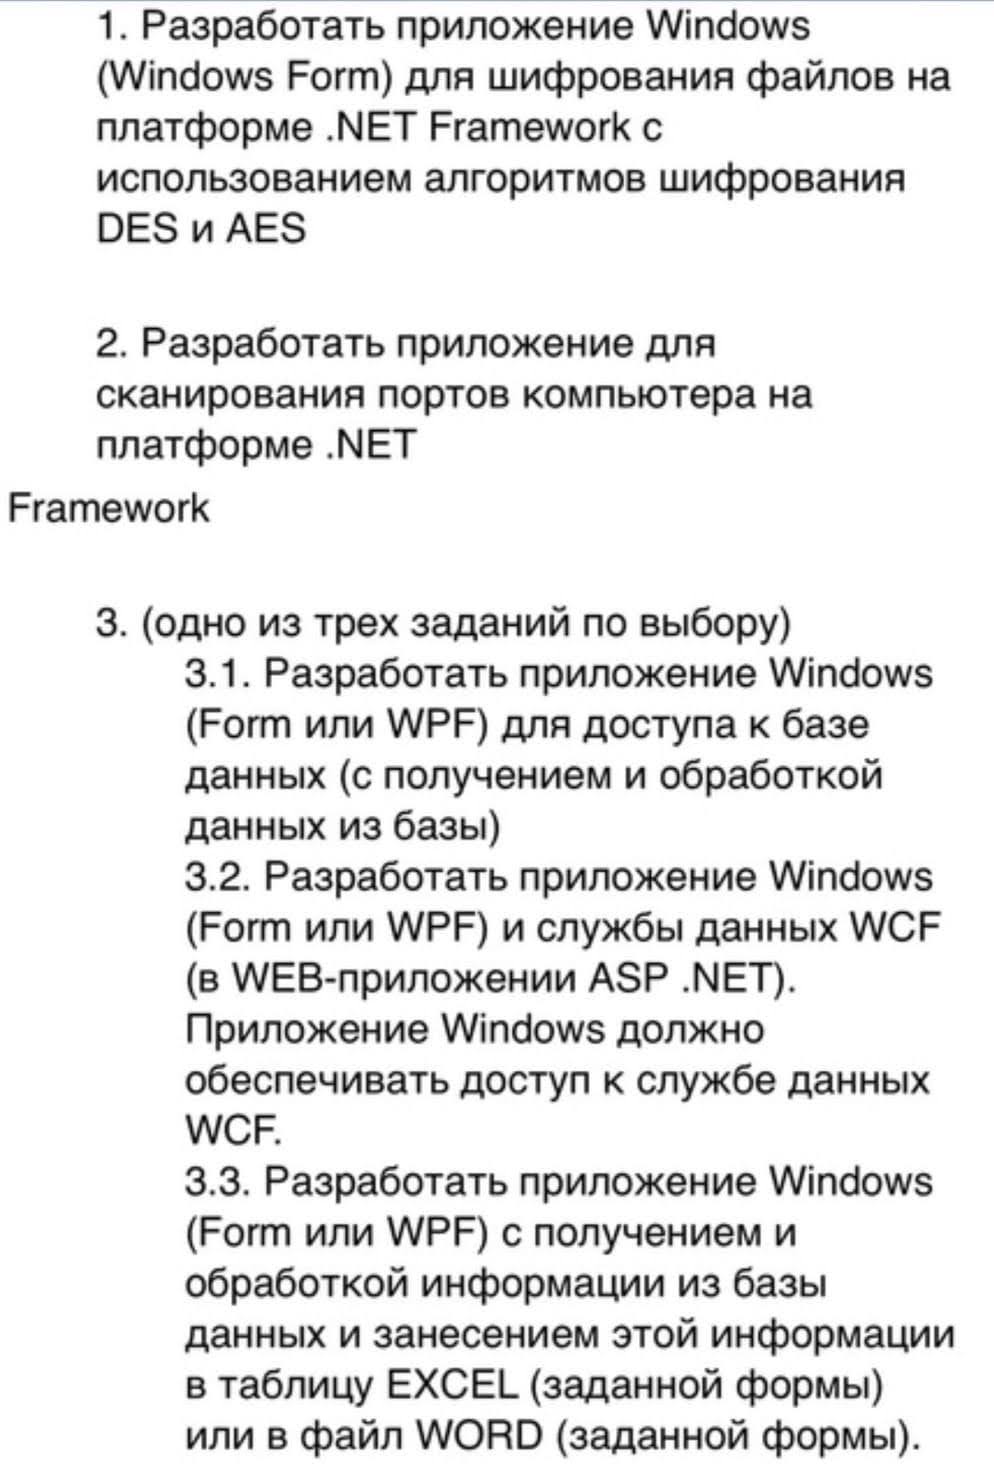 1. Разработать приложение Windows
(Windows Form) для шифрования файлов на
платформе .NET Framework с
использованием алгоритмов шифрования
DES и AES
2. Разработать приложение для
сканирования портов компьютера на
платформе .NET
Framework
3. (одно из трех заданий по выбору)
3.1. Разработать приложение Windows
(Form или WPF) для доступа к базе
данных (с получением и обработкой
данных из базы)
3.2. Разработать приложение Windows
(Form или WPF) и службы данных WCF
(в WEB-приложении ASP .NET).
Приложение Windows должно
обеспечивать доступ к службе данных
WCF.
3.3. Разработать приложение Windows
(Form или WPF) с получением и
обработкой информации из базы
данных и занесением этой информации
в таблицу EXCEL (заданной формы)
или в файл WORD (заданной формы).